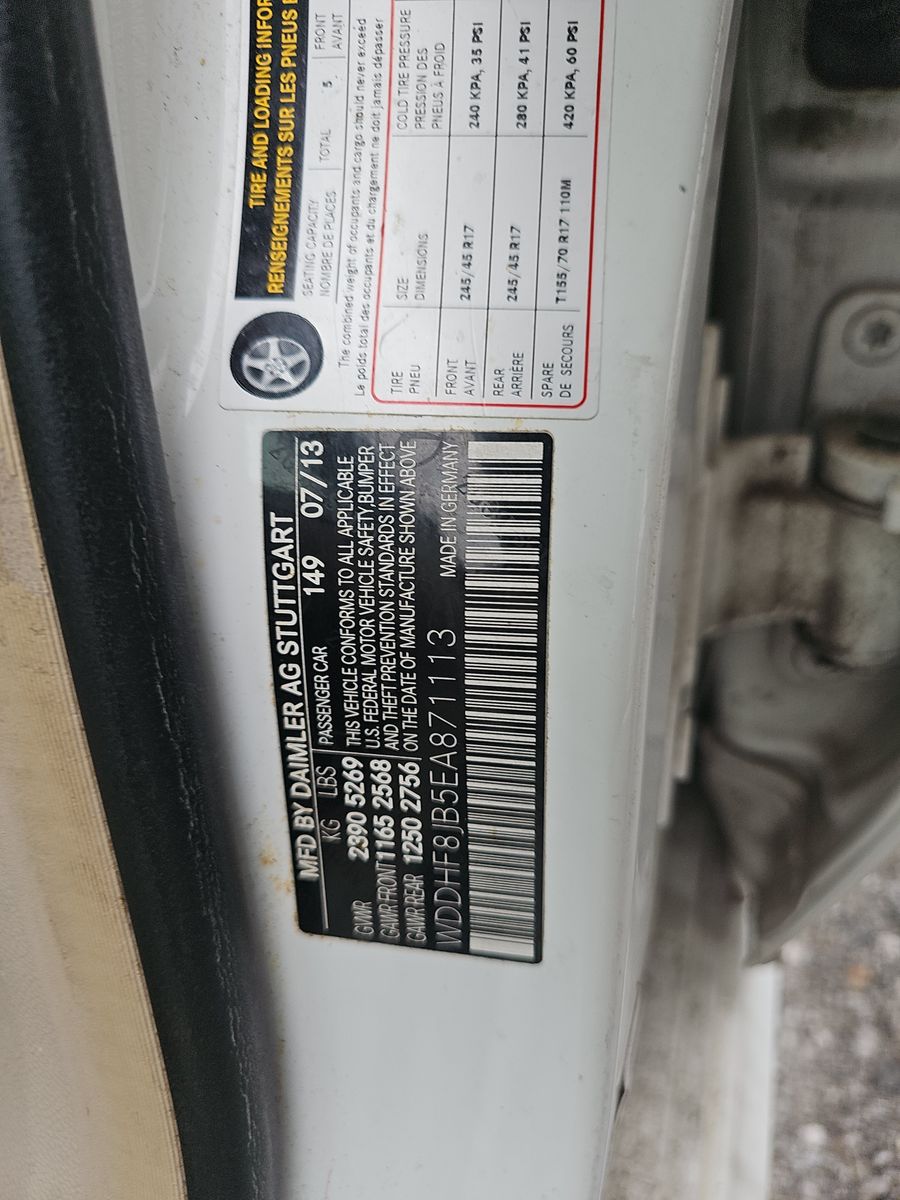 TIRE AND LOADING INFOR
RENSEIGNEMENTS SUR LES PNEUS E
SEATING CAPACITY
NOMBRE DE PLACES
TOTAL 5
FRONT
AVANT
The combined weight of occupants and cargo should never exceed
Le poids total des occupants et du chargement ne doit jamais dépasser
TIRE
PNEU
SIZE
DIMENSIONS
COLD TIRE PRESSURE
PRESSION DES
PNEUS À FROID
FRONT
AVANT
245/45 R17
240 KPA, 35 PSI
REAR
ARRIÈRE
245/45 R17
280 KPA, 41 PSI
SPARE
DE SECOURS
T155/70 R17 110M
420 KPA, 60 PSI
MFD BY DAIMLER AG STUTTGART
KG LBS PASSENGER CAR 149 07/13
GVWR 2390 5269 THIS VEHICLE CONFORMS TO ALL APPLICABLE
U.S. FEDERAL MOTOR VEHICLE SAFETY,BUMPER
GAWR FRONT 1165 2568 AND THEFT PREVENTION STANDARDS IN EFFECT
GAWR REAR 1250 2756 ON THE DATE OF MANUFACTURE SHOWN ABOVE
WDDHF8JB5EA871113 MADE IN GERMANY